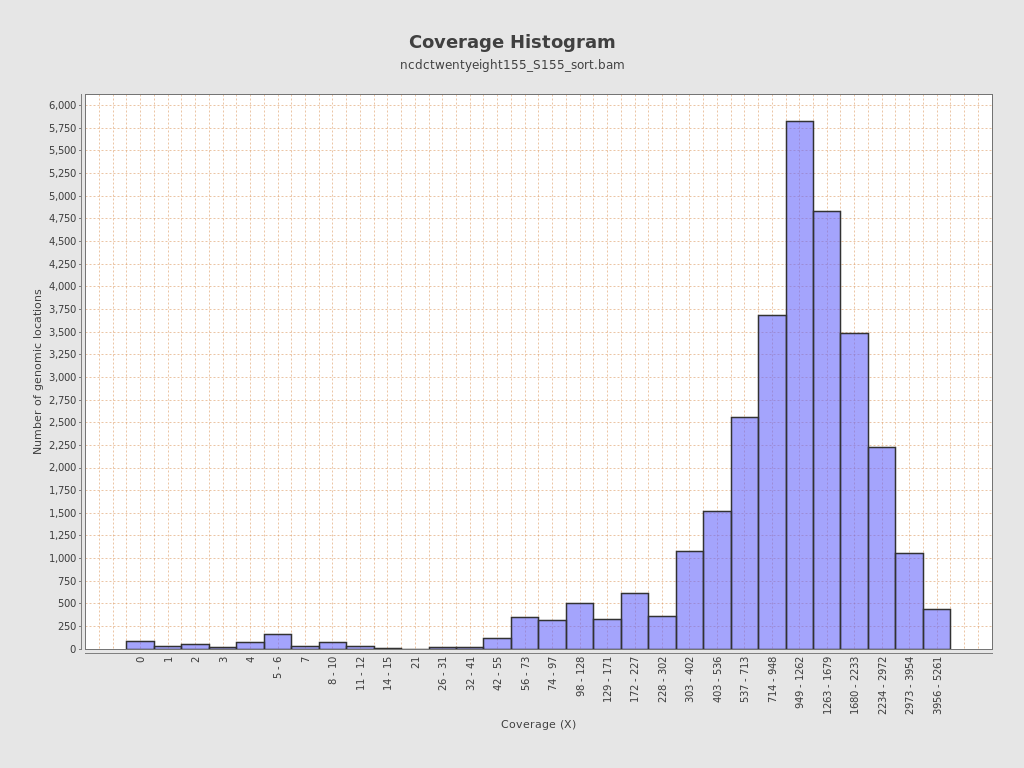 Coverage Histogram
ncdctwentyeight155_S155_sort.bam
Number of genomic locations
6,000
5,750
5,500
5,250
5,000
4,750
4,500
4,250
4,000
3,750
3,500
3,250
3,000
2,750
2,500
2,250
2,000
1,750
1,500
1,250
1,000
750
500
250
0
0
1
2
3
4
5 - 6
7
8 - 10
11 - 12
14 - 15
21
26 - 31
32 - 41
42 - 55
56 - 73
74 - 97
98 - 128
129 - 171
172 - 227
228 - 302
303 - 402
403 - 536
537 - 713
714 - 948
949 - 1262
1263 - 1679
1680 - 2233
2234 - 2972
2973 - 3954
3956 - 5261
Coverage (X)